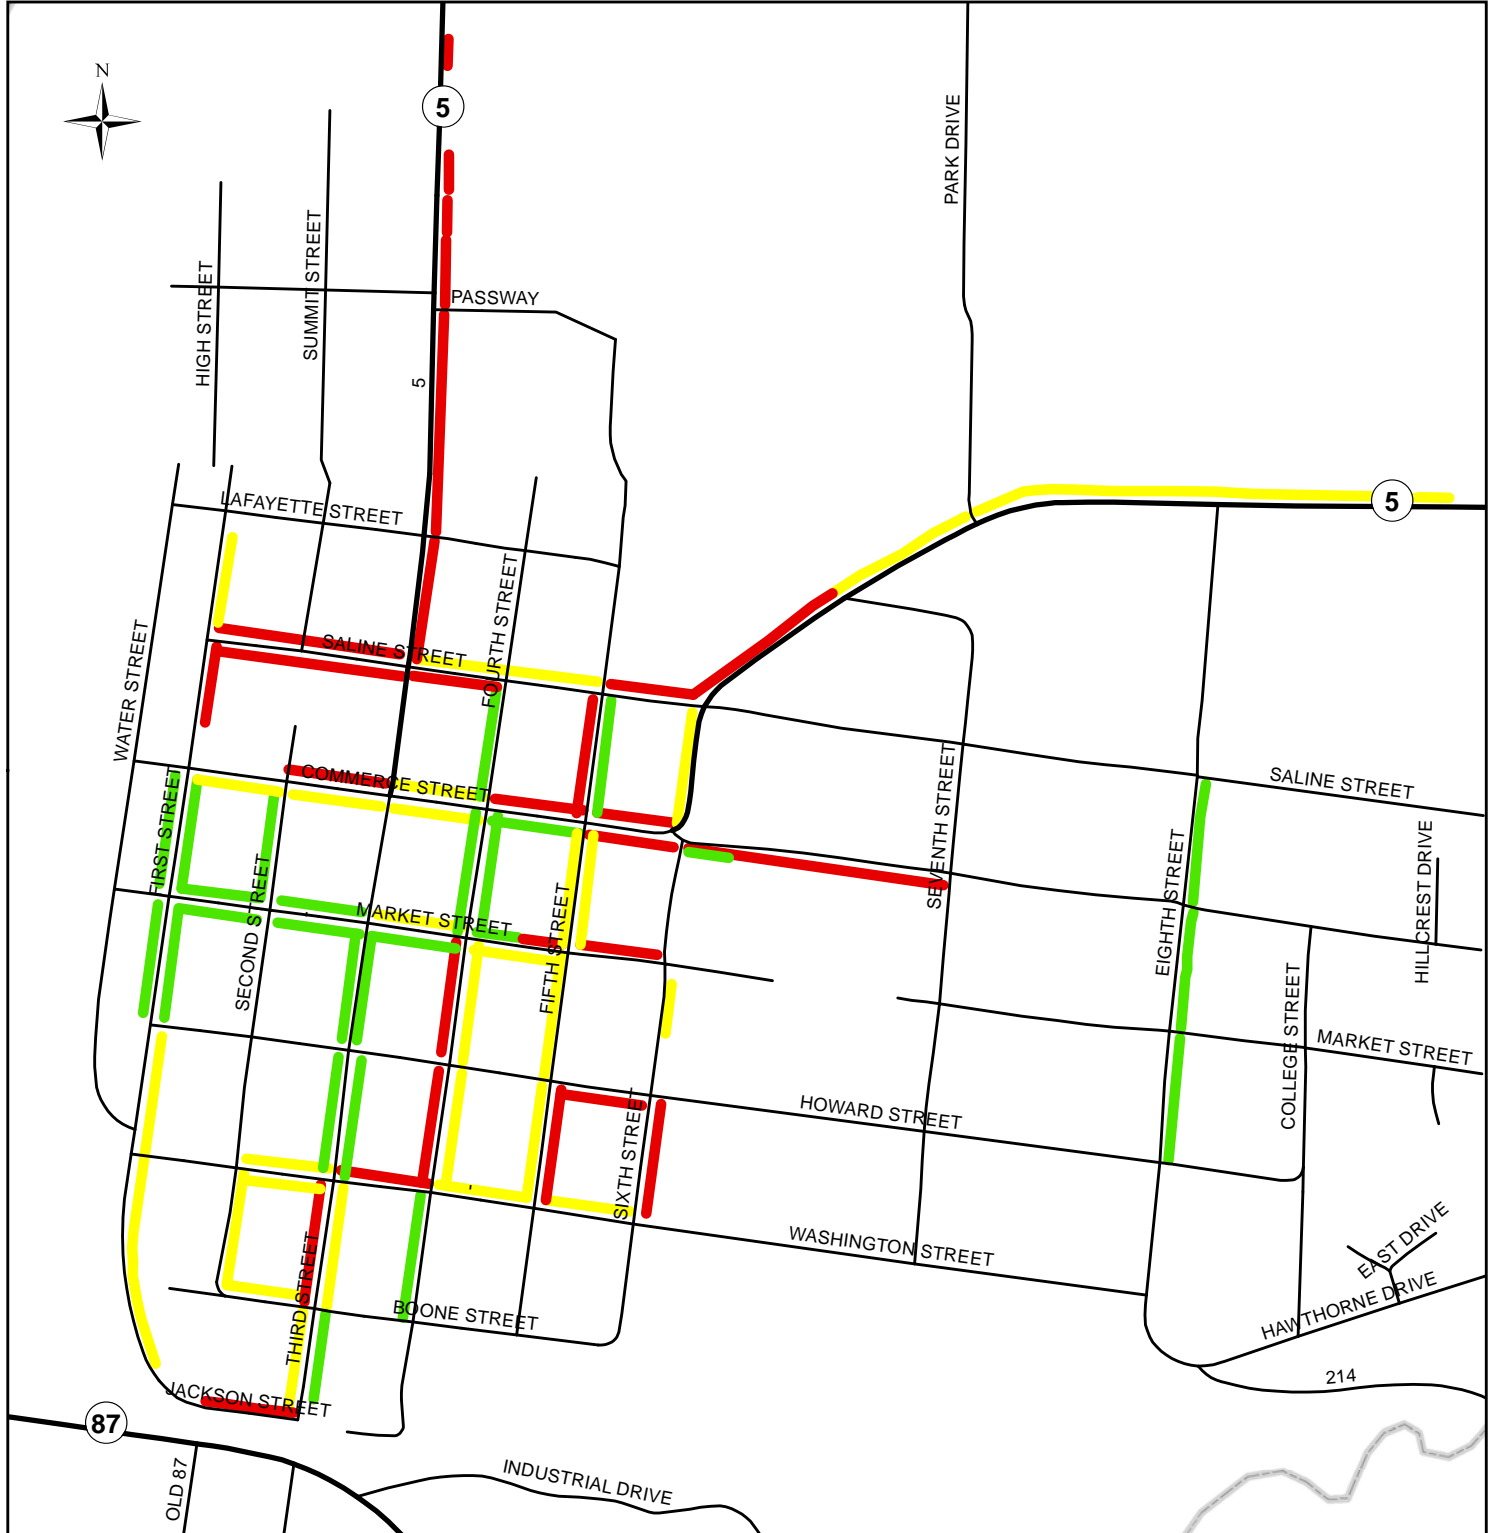 N
5
PARK DRIVE
SUMMIT STREET
HIGH STREET
PASSWAY
5
5
LAFAYETTE STREET
FOURTH STREET
WATER STREET
SALINE STREET
COMMERCE STREET
SALINE STREET
SEVENTH STREET
FIRST STREET
EIGHTH STREET
HILLCREST DRIVE
SECOND STREET
MARKET STREET
FIFTH STREET
COLLEGE STREET
MARKET STREET
HOWARD STREET
SIXTH STREET
WASHINGTON STREET
EAST DRIVE
HAWTHORNE DRIVE
THIRD STREET
BOONE STREET
214
JACKSON STREET
87
OLD 87
INDUSTRIAL DRIVE